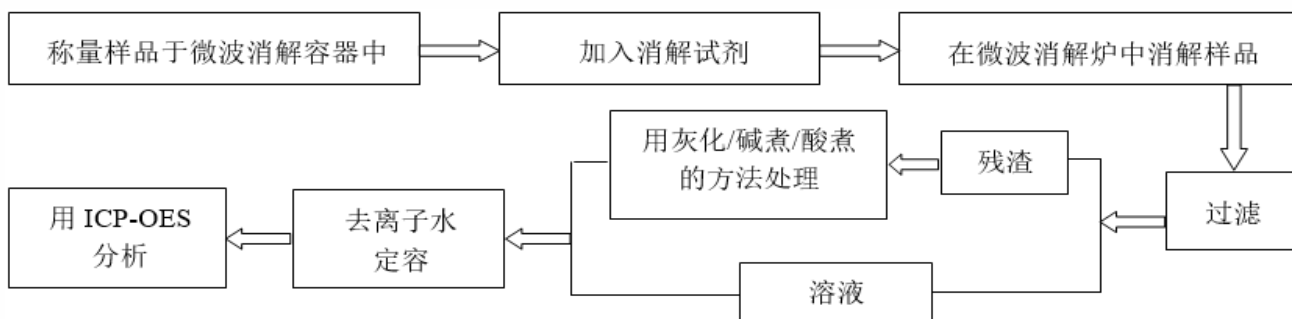 称量样品于微波消解容器中
加入消解试剂
在微波消解炉中消解样品
过滤
残渣
用灰化/碱煮/酸煮
的方法处理
溶液
去离子水
定容
用 ICP-OES
分析